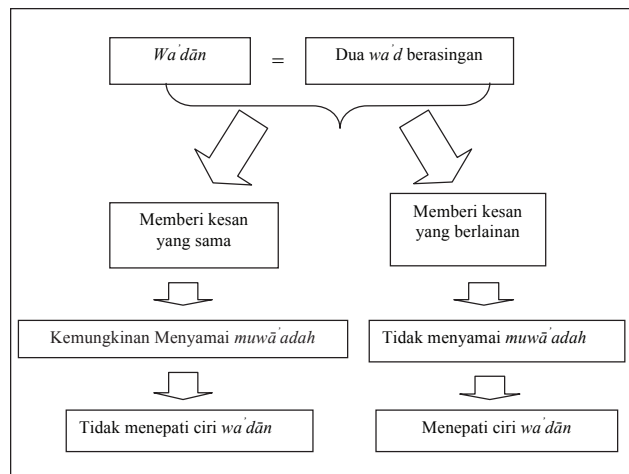 Wa'dān = Dua wa'd berasingan
Memberi kesan
yang sama
Memberi kesan
yang berlainan
Kemungkinan Menyamai muwā'adah
Tidak menyamai muwā'adah
Tidak menepati ciri wa'dān
Menepati ciri wa'dān